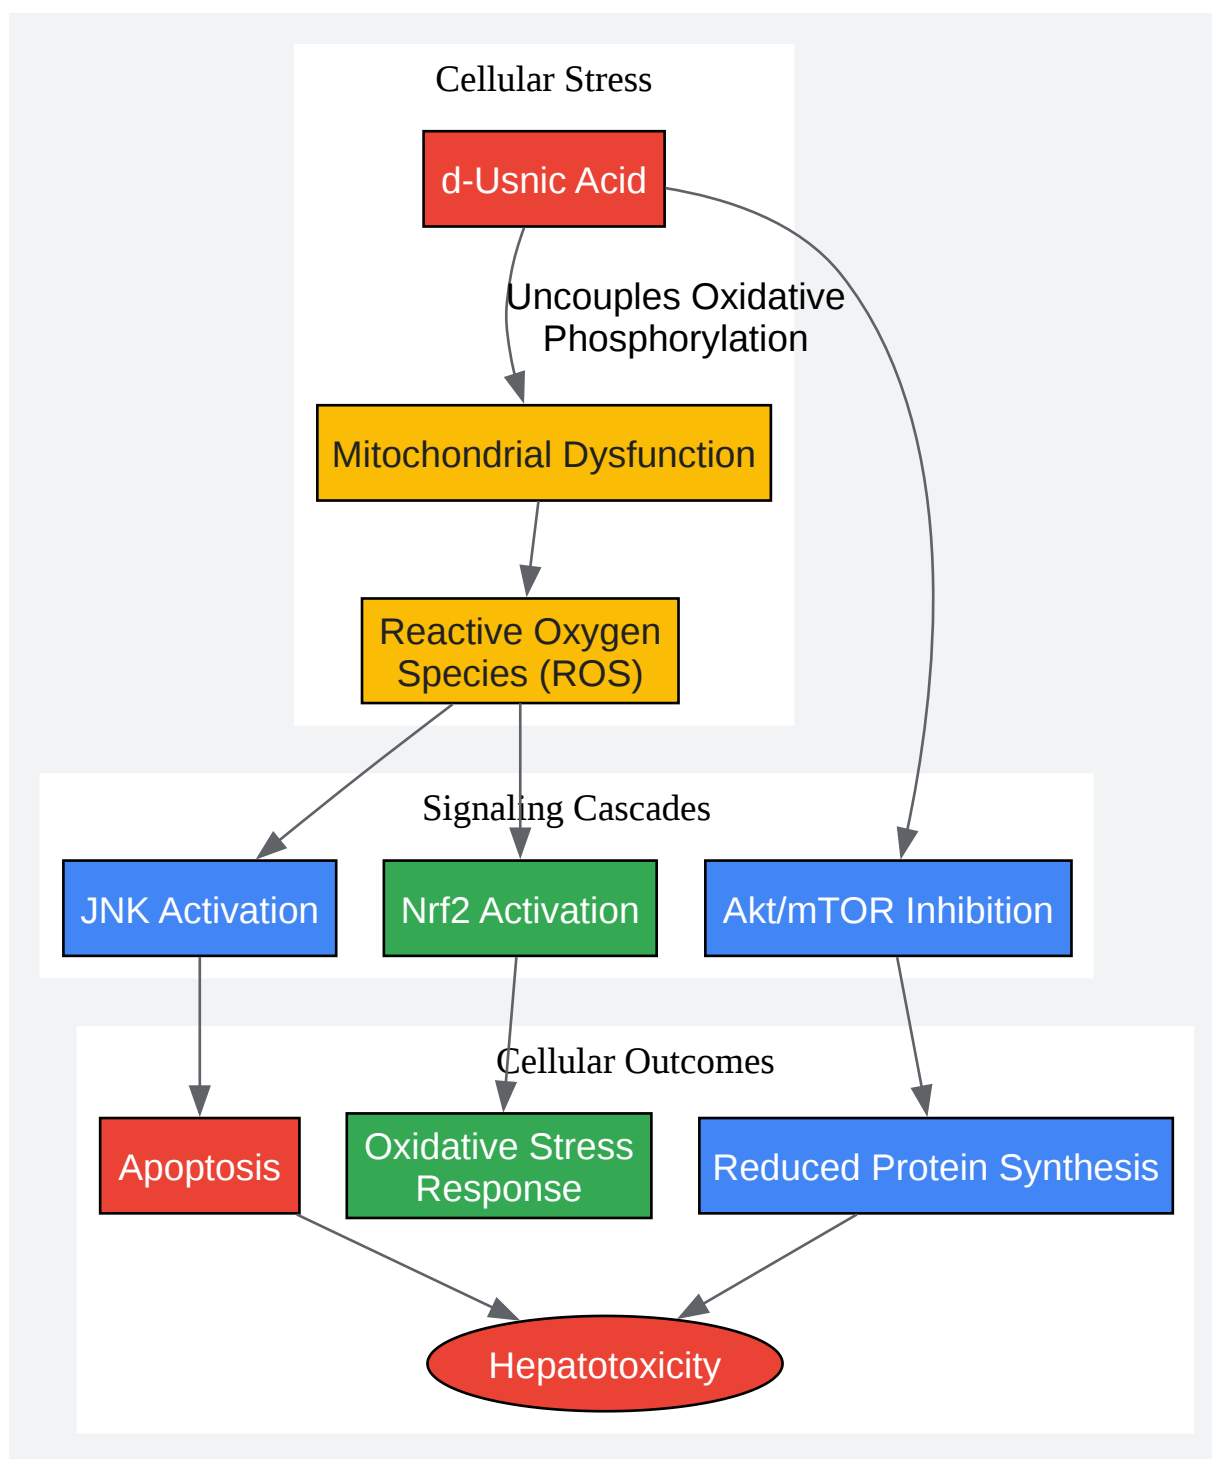 Cellular Stress
d-Usnic Acid
Uncouples Oxidative
Phosphorylation
Mitochondrial Dysfunction
Reactive Oxygen
Species (ROS)
Signaling Cascades
JNK Activation
Nrf2 Activation
Akt/mTOR Inhibition
Cellular Outcomes
Apoptosis
Oxidative Stress
Response
Reduced Protein Synthesis
Hepatotoxicity